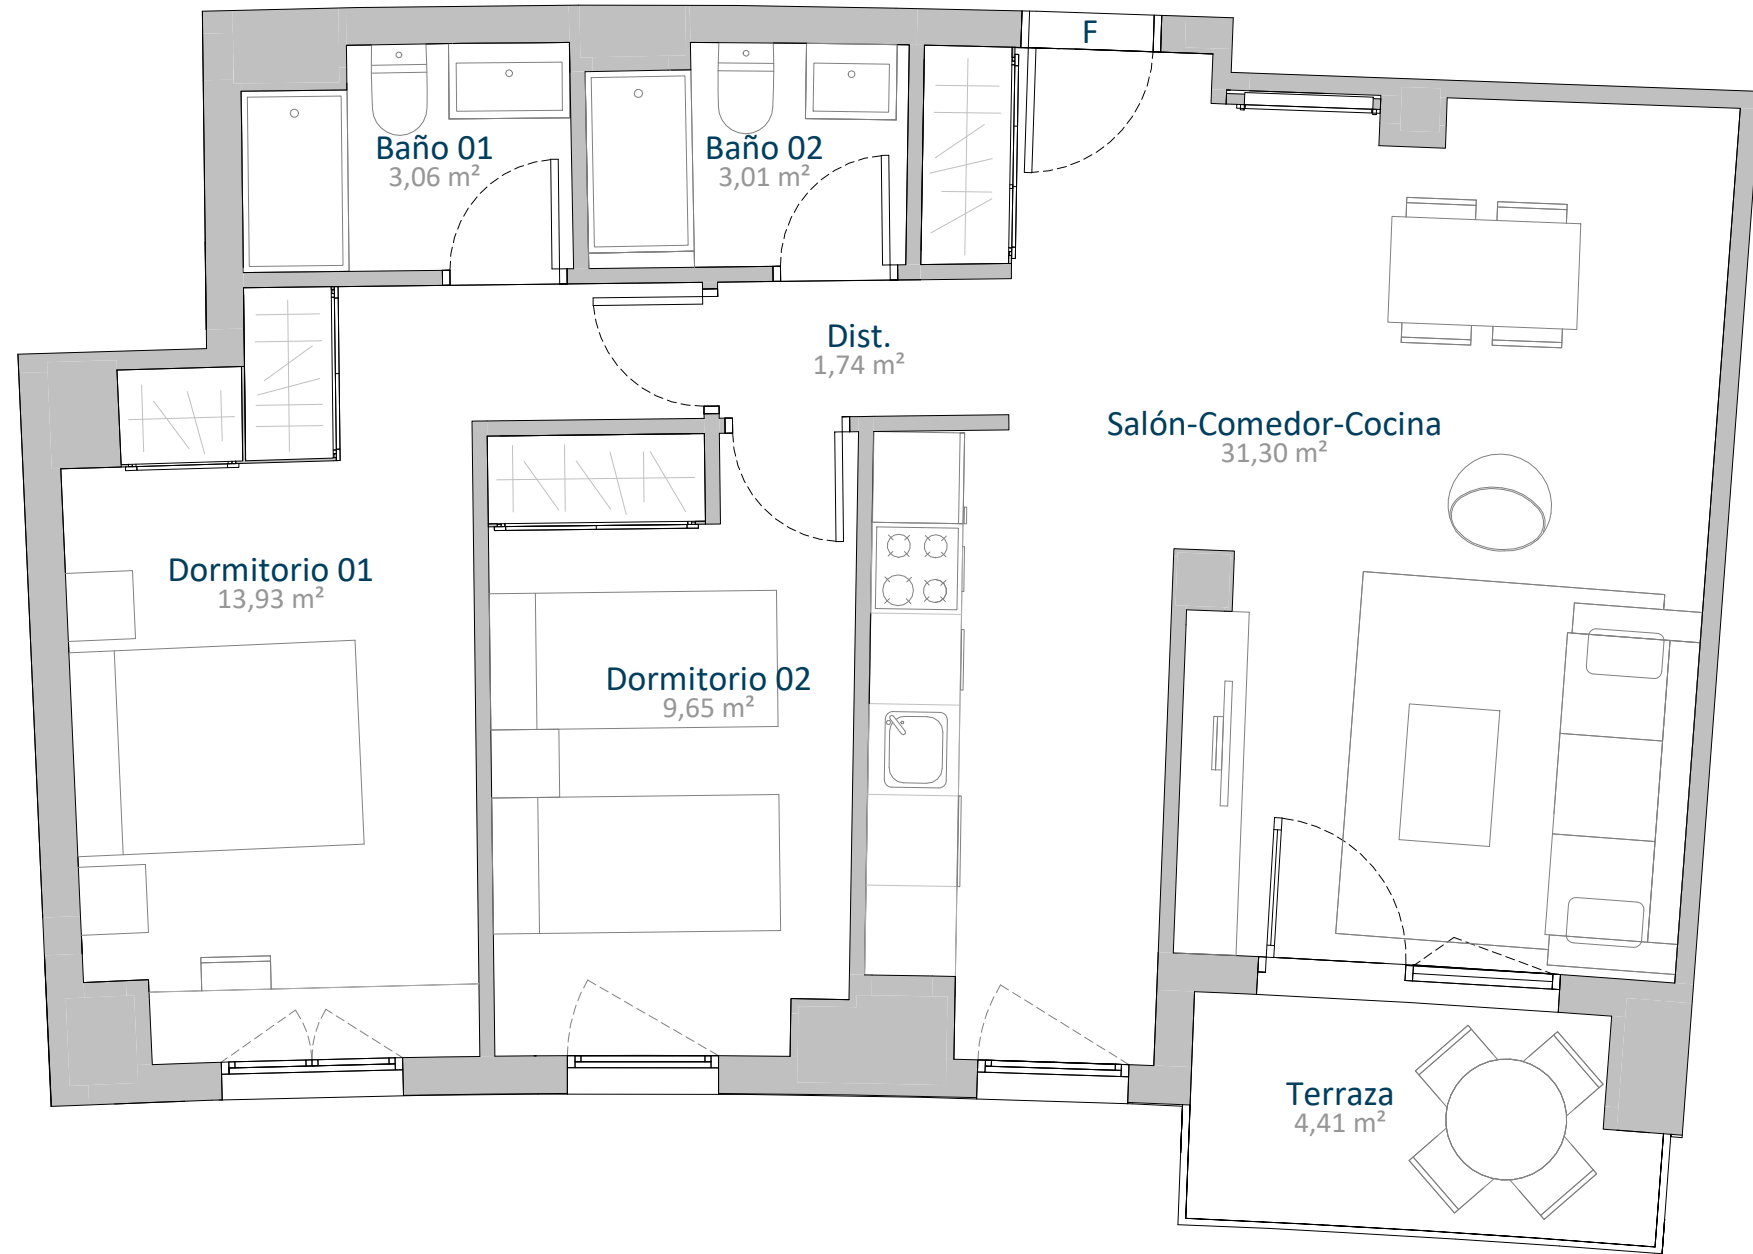 F
Baño 01
3,06 m²
Baño 02
3,01 m²
Dist.
1,74 m²
Salón-Comedor-Cocina
31,30 m²
Dormitorio 01
13,93 m²
Dormitorio 02
9,65 m²
Terraza
4,41 m²